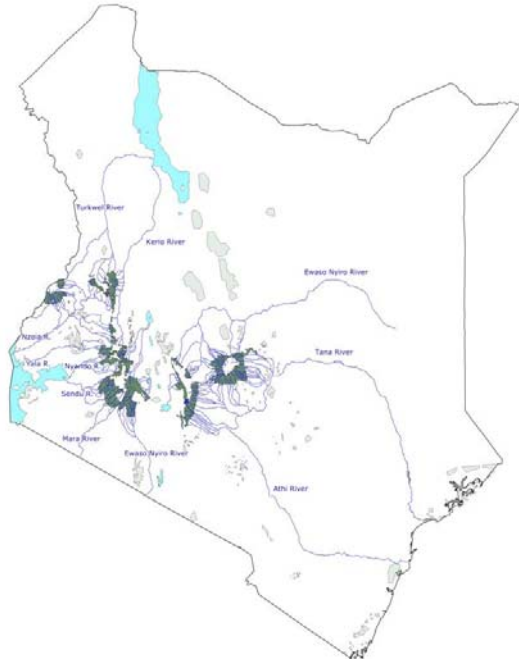 Turkwel River
Kerio River
Ewaso Nyiro River
Nzoia R.
Tana River
Yala R.
Nyando R.
Sondu R.
Mara River
Ewaso Nyiro River
Athi River